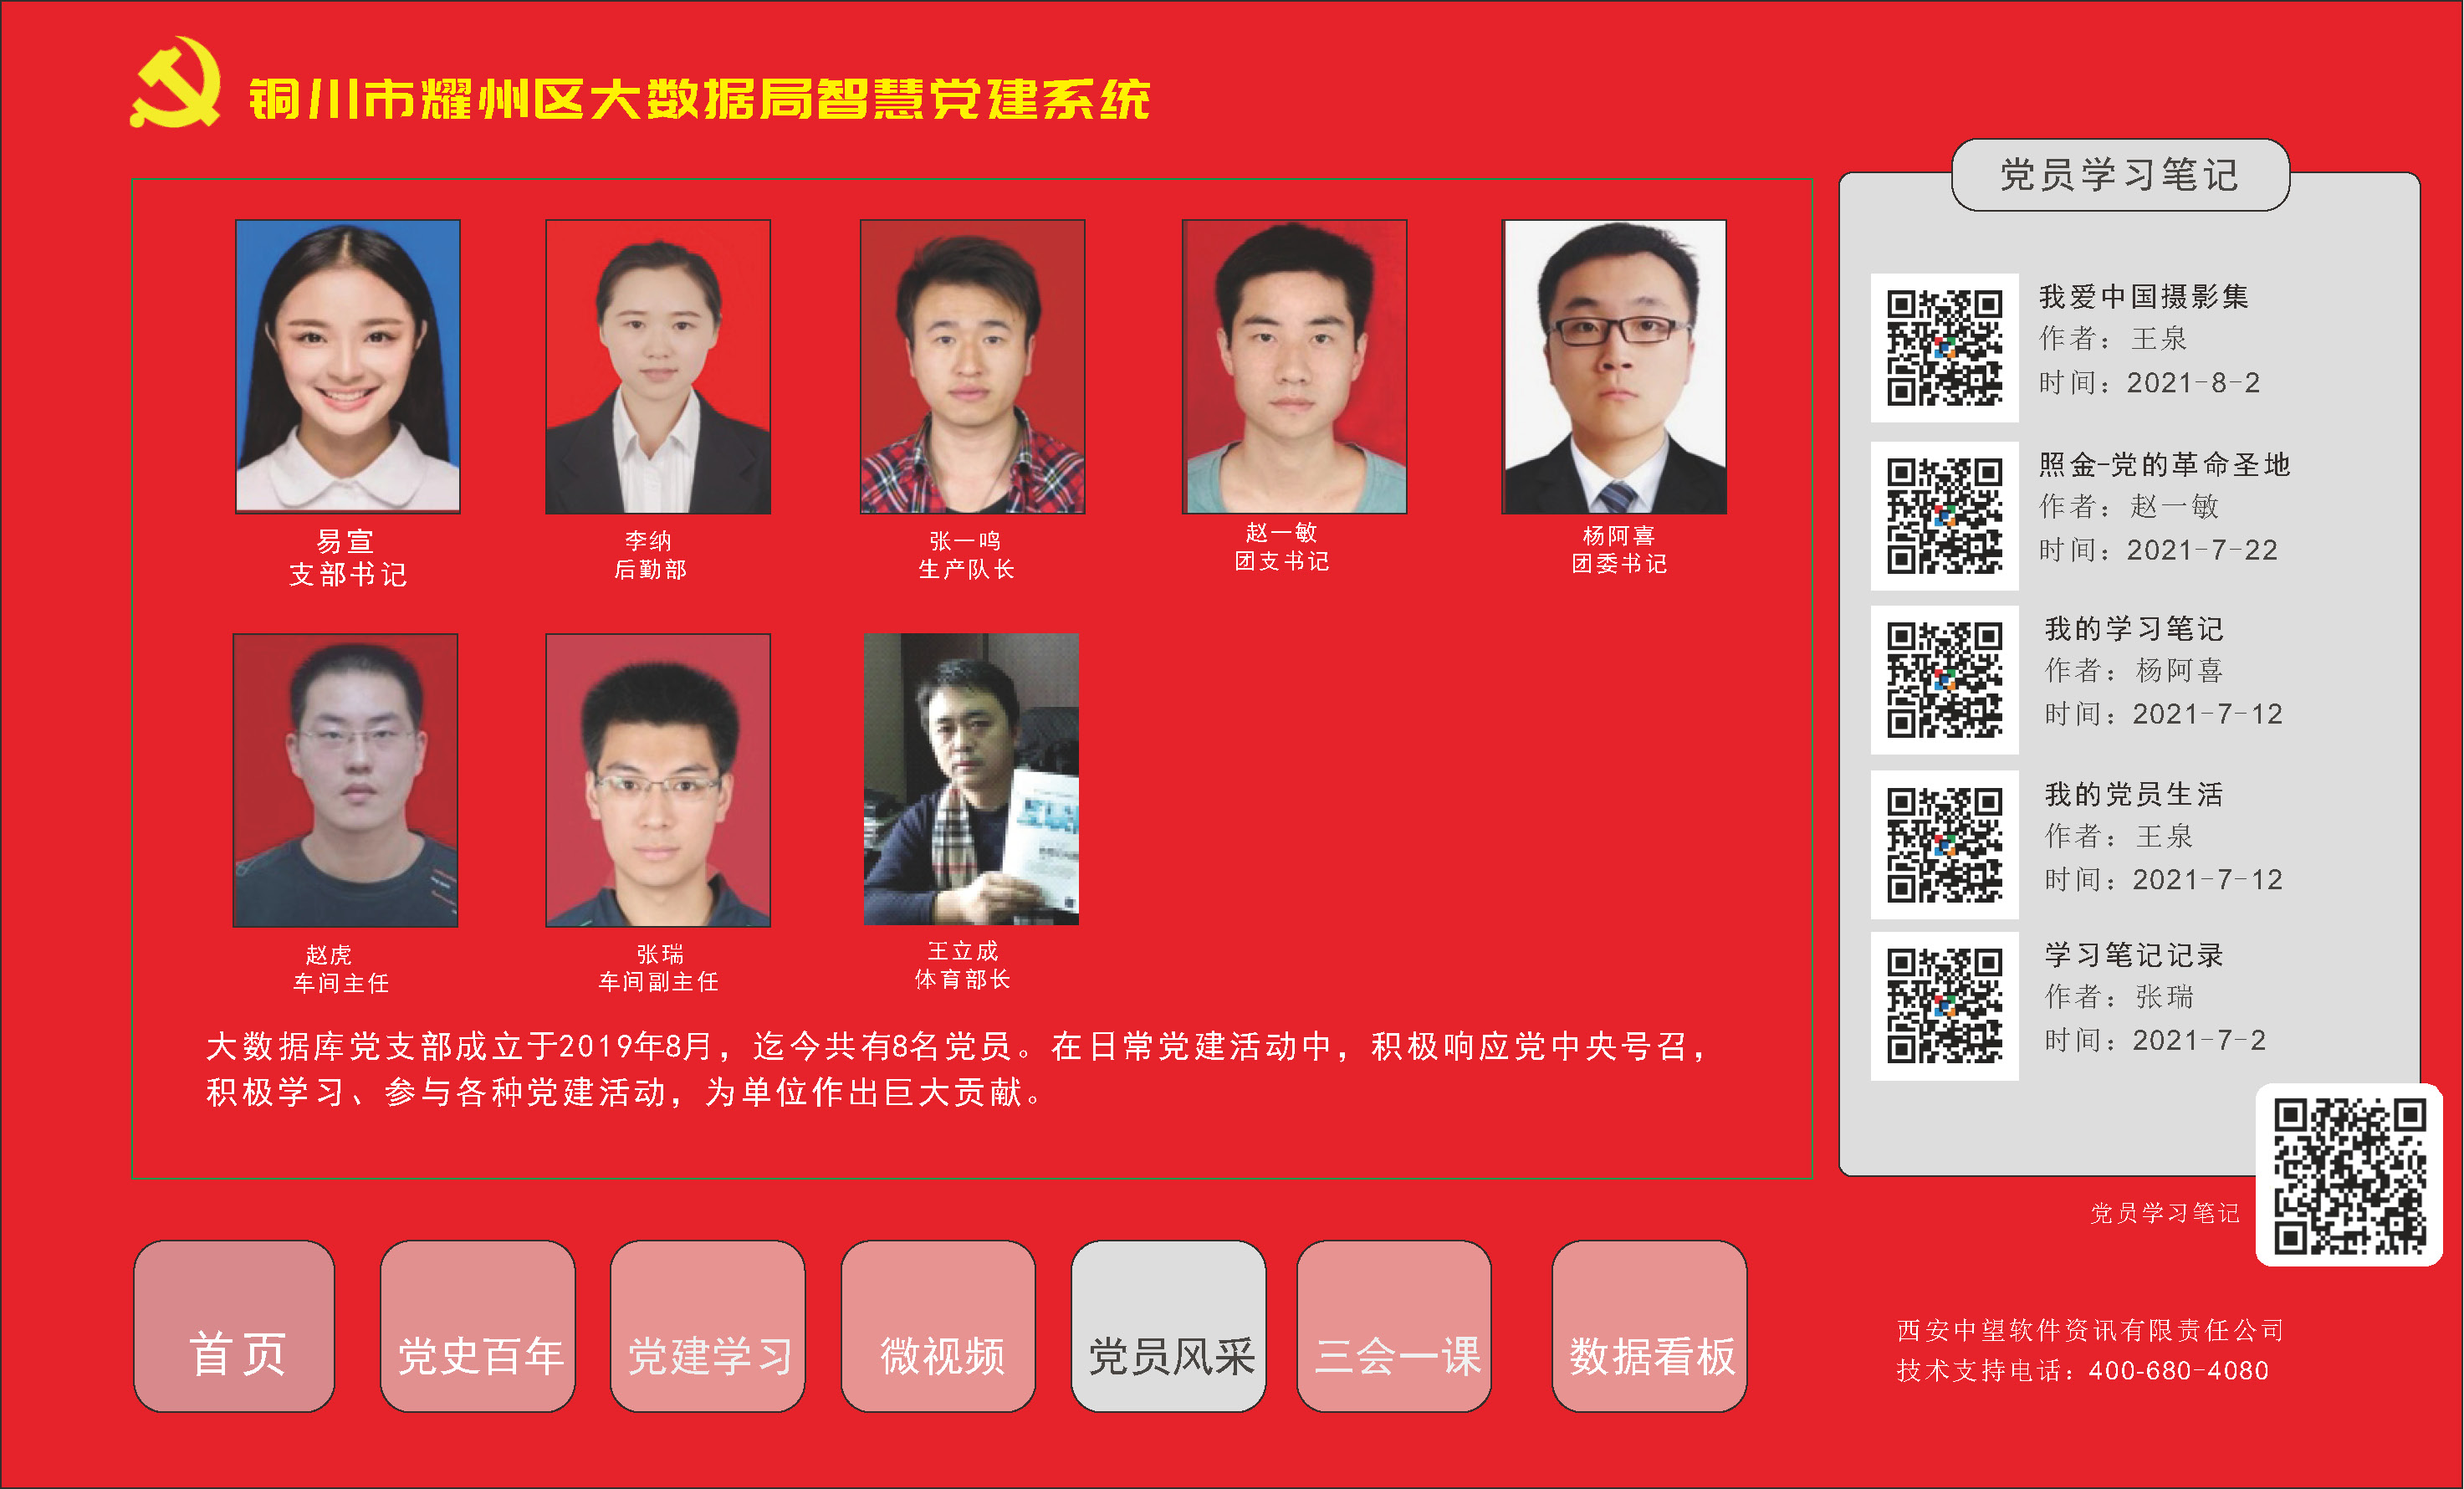 铜川市耀州区大数据局智慧党建系统
易宣
支部书记
李纳
后勤部
张一鸣
生产队长
赵一敏
团支书记
杨阿喜
团委书记
赵虎
车间主任
张瑞
车间副主任
王立成
体育部长
大数据库党支部成立于2019年8月，迄今共有8名党员。在日常党建活动中，积极响应党中央号召，
积极学习、参与各种党建活动，为单位作出巨大贡献。
党员学习笔记
我爱中国摄影集
作者：王泉
时间：2021-8-2
照金-党的革命圣地
作者：赵一敏
时间：2021-7-22
我的学习笔记
作者：杨阿喜
时间：2021-7-12
我的党员生活
作者：王泉
时间：2021-7-12
学习笔记记录
作者：张瑞
时间：2021-7-2
党员学习笔记
首页
党史百年
党建学习
微视频
党员风采
三会一课
数据看板
西安中望软件资讯有限责任公司
技术支持电话：400-680-4080